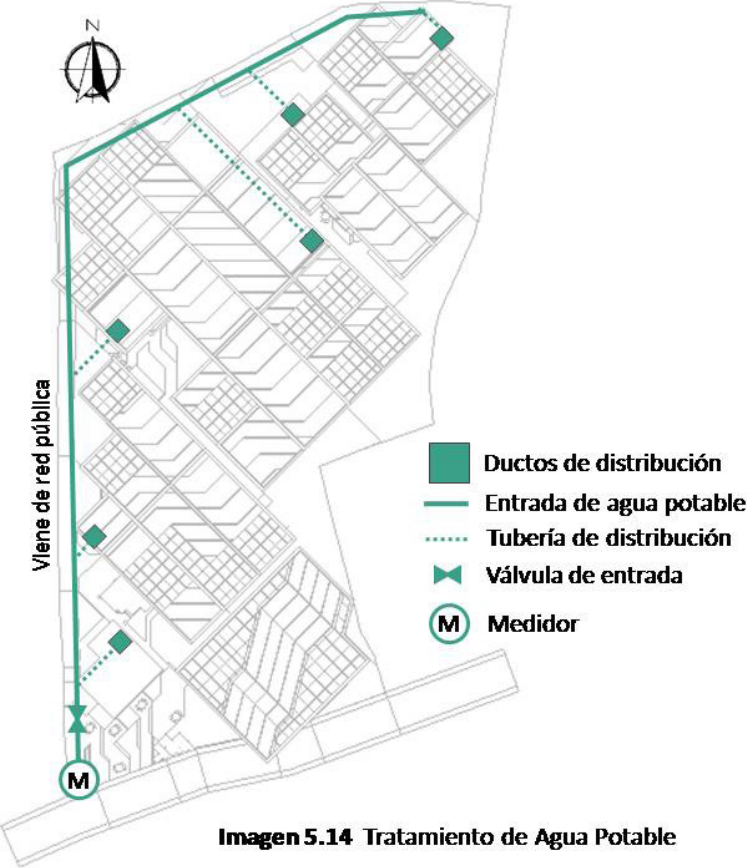 N
Viene de red pública
Ductos de distribución
Entrada de agua potable
Tubería de distribución
Válvula de entrada
M Medidor
M
Imagen 5.14 Tratamiento de Agua Potable